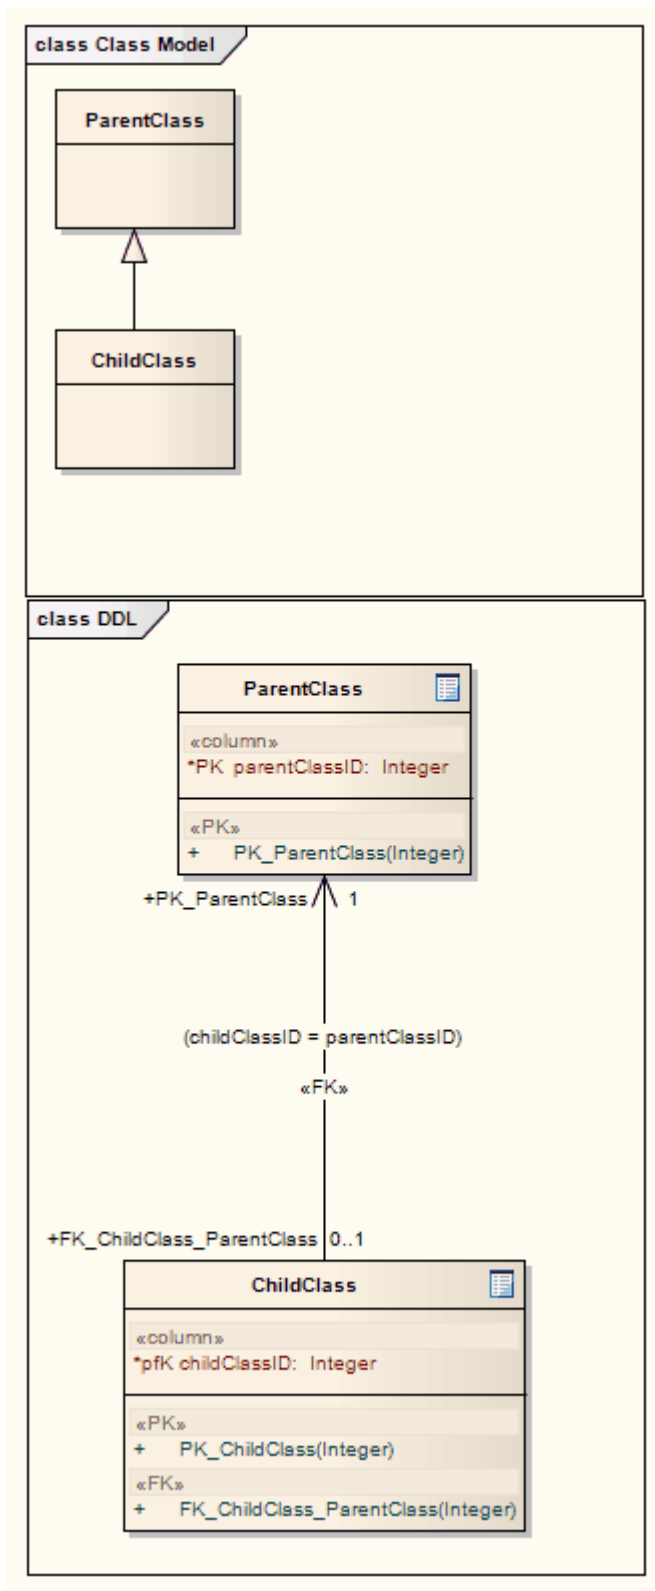 class Class Model
ParentClass
ChildClass
class DDL
ParentClass
«column»
*PK parentClassID: Integer
«PK»
+ PK_ParentClass(Integer)
+PK_ParentClass 1
(childClassID = parentClassID)
«FK»
+FK_ChildClass_ParentClass 0..1
ChildClass
«column»
*pfK childClassID: Integer
«PK»
+ PK_ChildClass(Integer)
«FK»
+ FK_ChildClass_ParentClass(Integer)